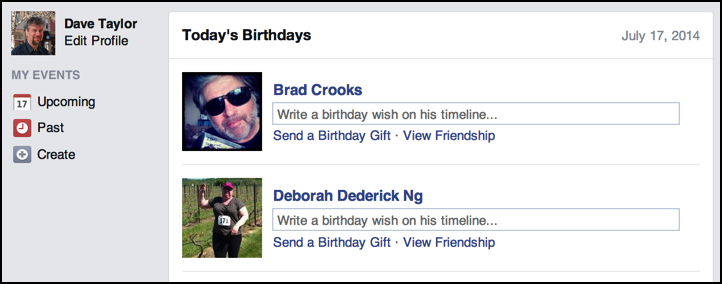 Dave Taylor
Edit Profile
MY EVENTS
17 Upcoming
Past
Create
Today's Birthdays July 17, 2014
Brad Crooks
Write a birthday wish on his timeline...
Send a Birthday Gift · View Friendship
Deborah Dederick Ng
Write a birthday wish on his timeline...
Send a Birthday Gift · View Friendship